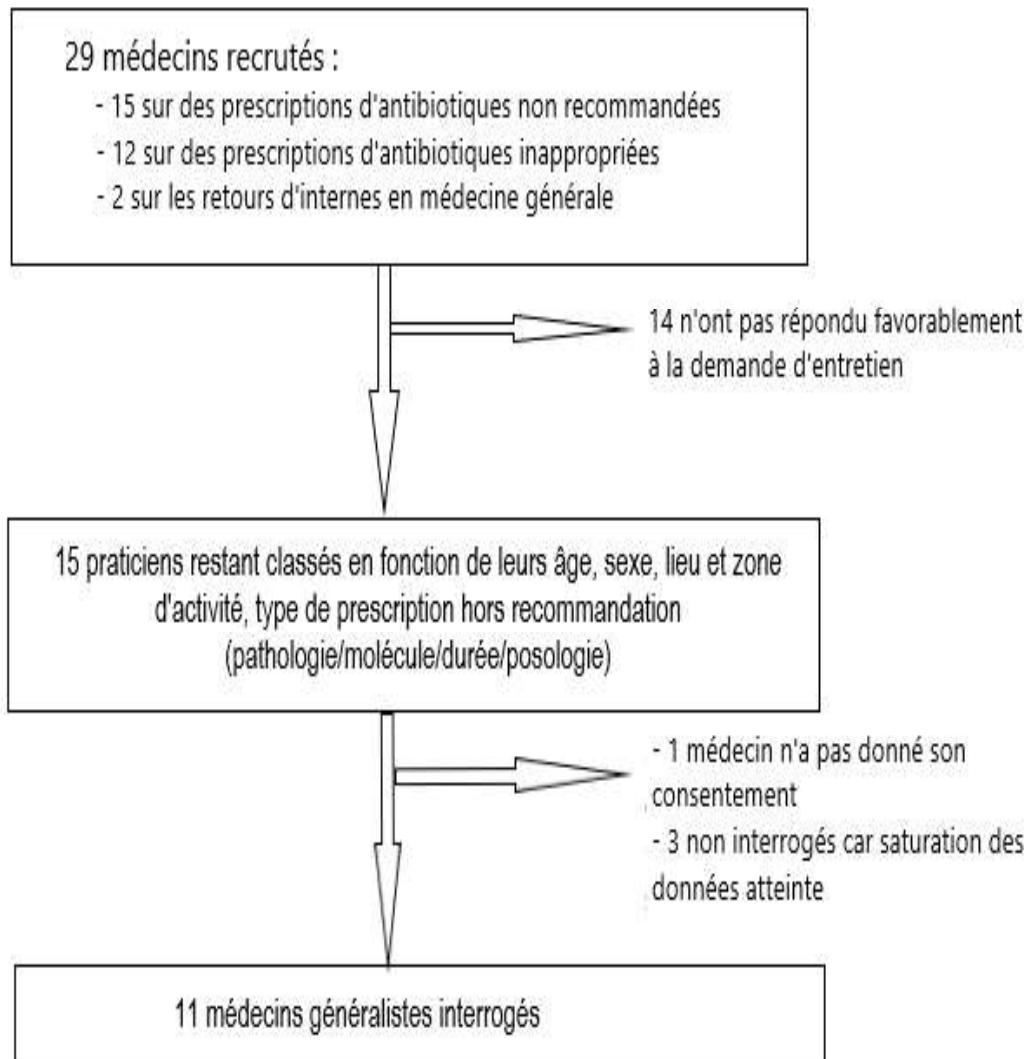 29 médecins recrutés :
- 15 sur des prescriptions d'antibiotiques non recommandées
- 12 sur des prescriptions d'antibiotiques inappropriées
- 2 sur les retours d'internes en médecine générale
14 n'ont pas répondu favorablement
à la demande d'entretien
15 praticiens restant classés en fonction de leurs âge, sexe, lieu et zone
d'activité, type de prescription hors recommandation
(pathologie/molécule/durée/posologie)
- 1 médecin n'a pas donné son
consentement
- 3 non interrogés car saturation des
données atteinte
11 médecins généralistes interrogés